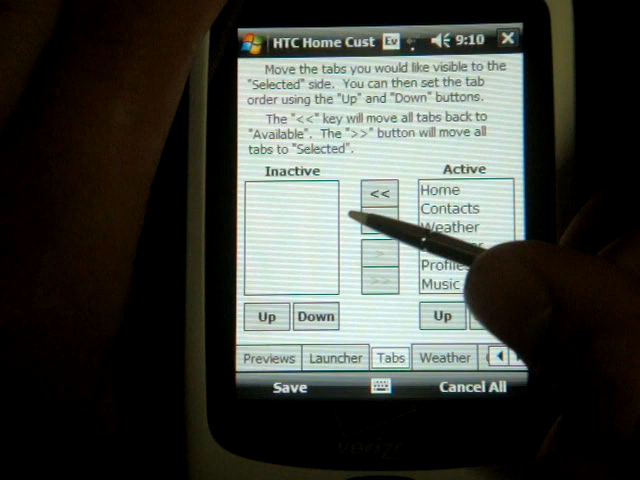 HTC Home Cust Ev 9:10 X
Move the tabs you would like visible to the
"Selected" side. You can then set the tab
order using the "Up" and "Down" buttons.
The "<<" key will move all tabs back to
"Available". The ">>" button will move all
tabs to "Selected".
Inactive
Active
<<
>
>>
Home
Contacts
Weather
Profiles
Music
Up Down
Up
Previews Launcher Tabs Weather
Save Cancel All